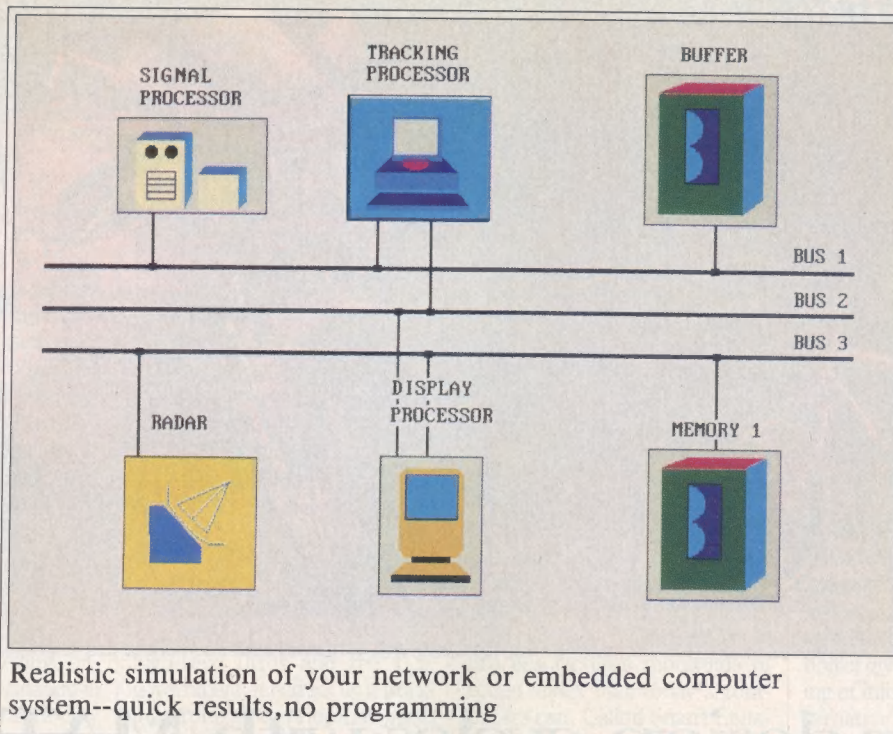 SIGNAL
PROCESSOR
TRACKING
PROCESSOR
BUFFER
BUS 1
BUS 2
BUS 3
RADAR
DISPLAY
PROCESSOR
MEMORY 1
Realistic simulation of your network or embedded computer
system--quick results,no programming